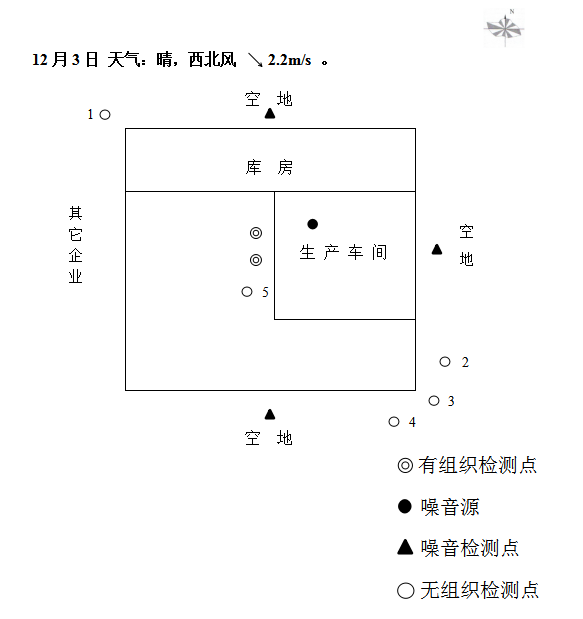 N
12月3日 天气：晴，西北风 ↘2.2m/s 。
空 地
1
库 房
其它企业
空地
生产车间
5
2
3
4
空 地
有组织检测点
噪音源
噪音检测点
无组织检测点